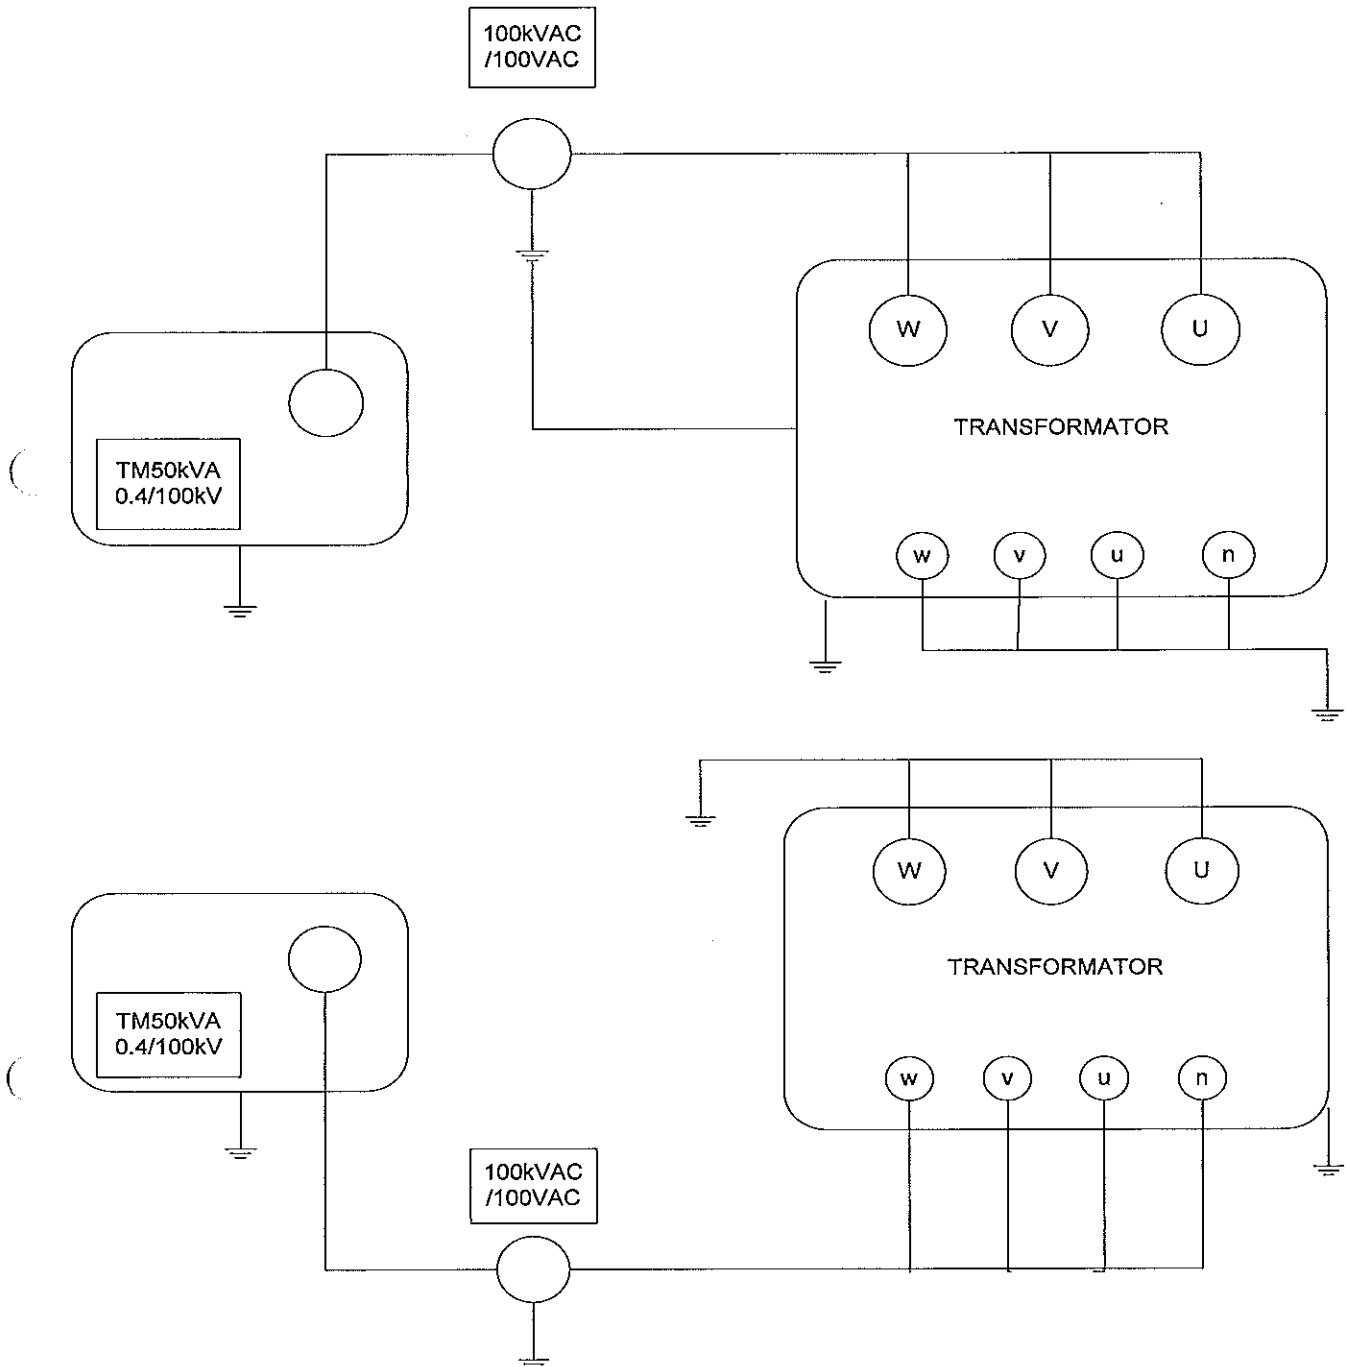 100kVAC
/100VAC
W
V
U
TRANSFORMATOR
TM50kVA
0.4/100kV
w
v
u
n
W
V
U
TRANSFORMATOR
TM50kVA
0.4/100kV
w
v
u
n
100kVAC
/100VAC